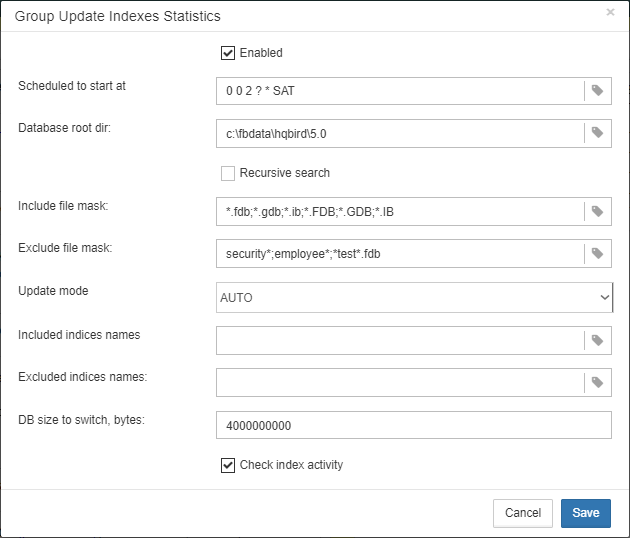 Group Update Indexes Statistics
×
Enabled
Scheduled to start at
0 0 2 ? * SAT
Database root dir:
c:\fbdata\hqbird\5.0
Recursive search
Include file mask:
*.fdb;*.gdb;*.ib;*.FDB;*.GDB;*.IB
Exclude file mask:
security*;employee*;*test*.fdb
Update mode
AUTO
Included indices names
Excluded indices names:
DB size to switch, bytes:
4000000000
Check index activity
Cancel
Save